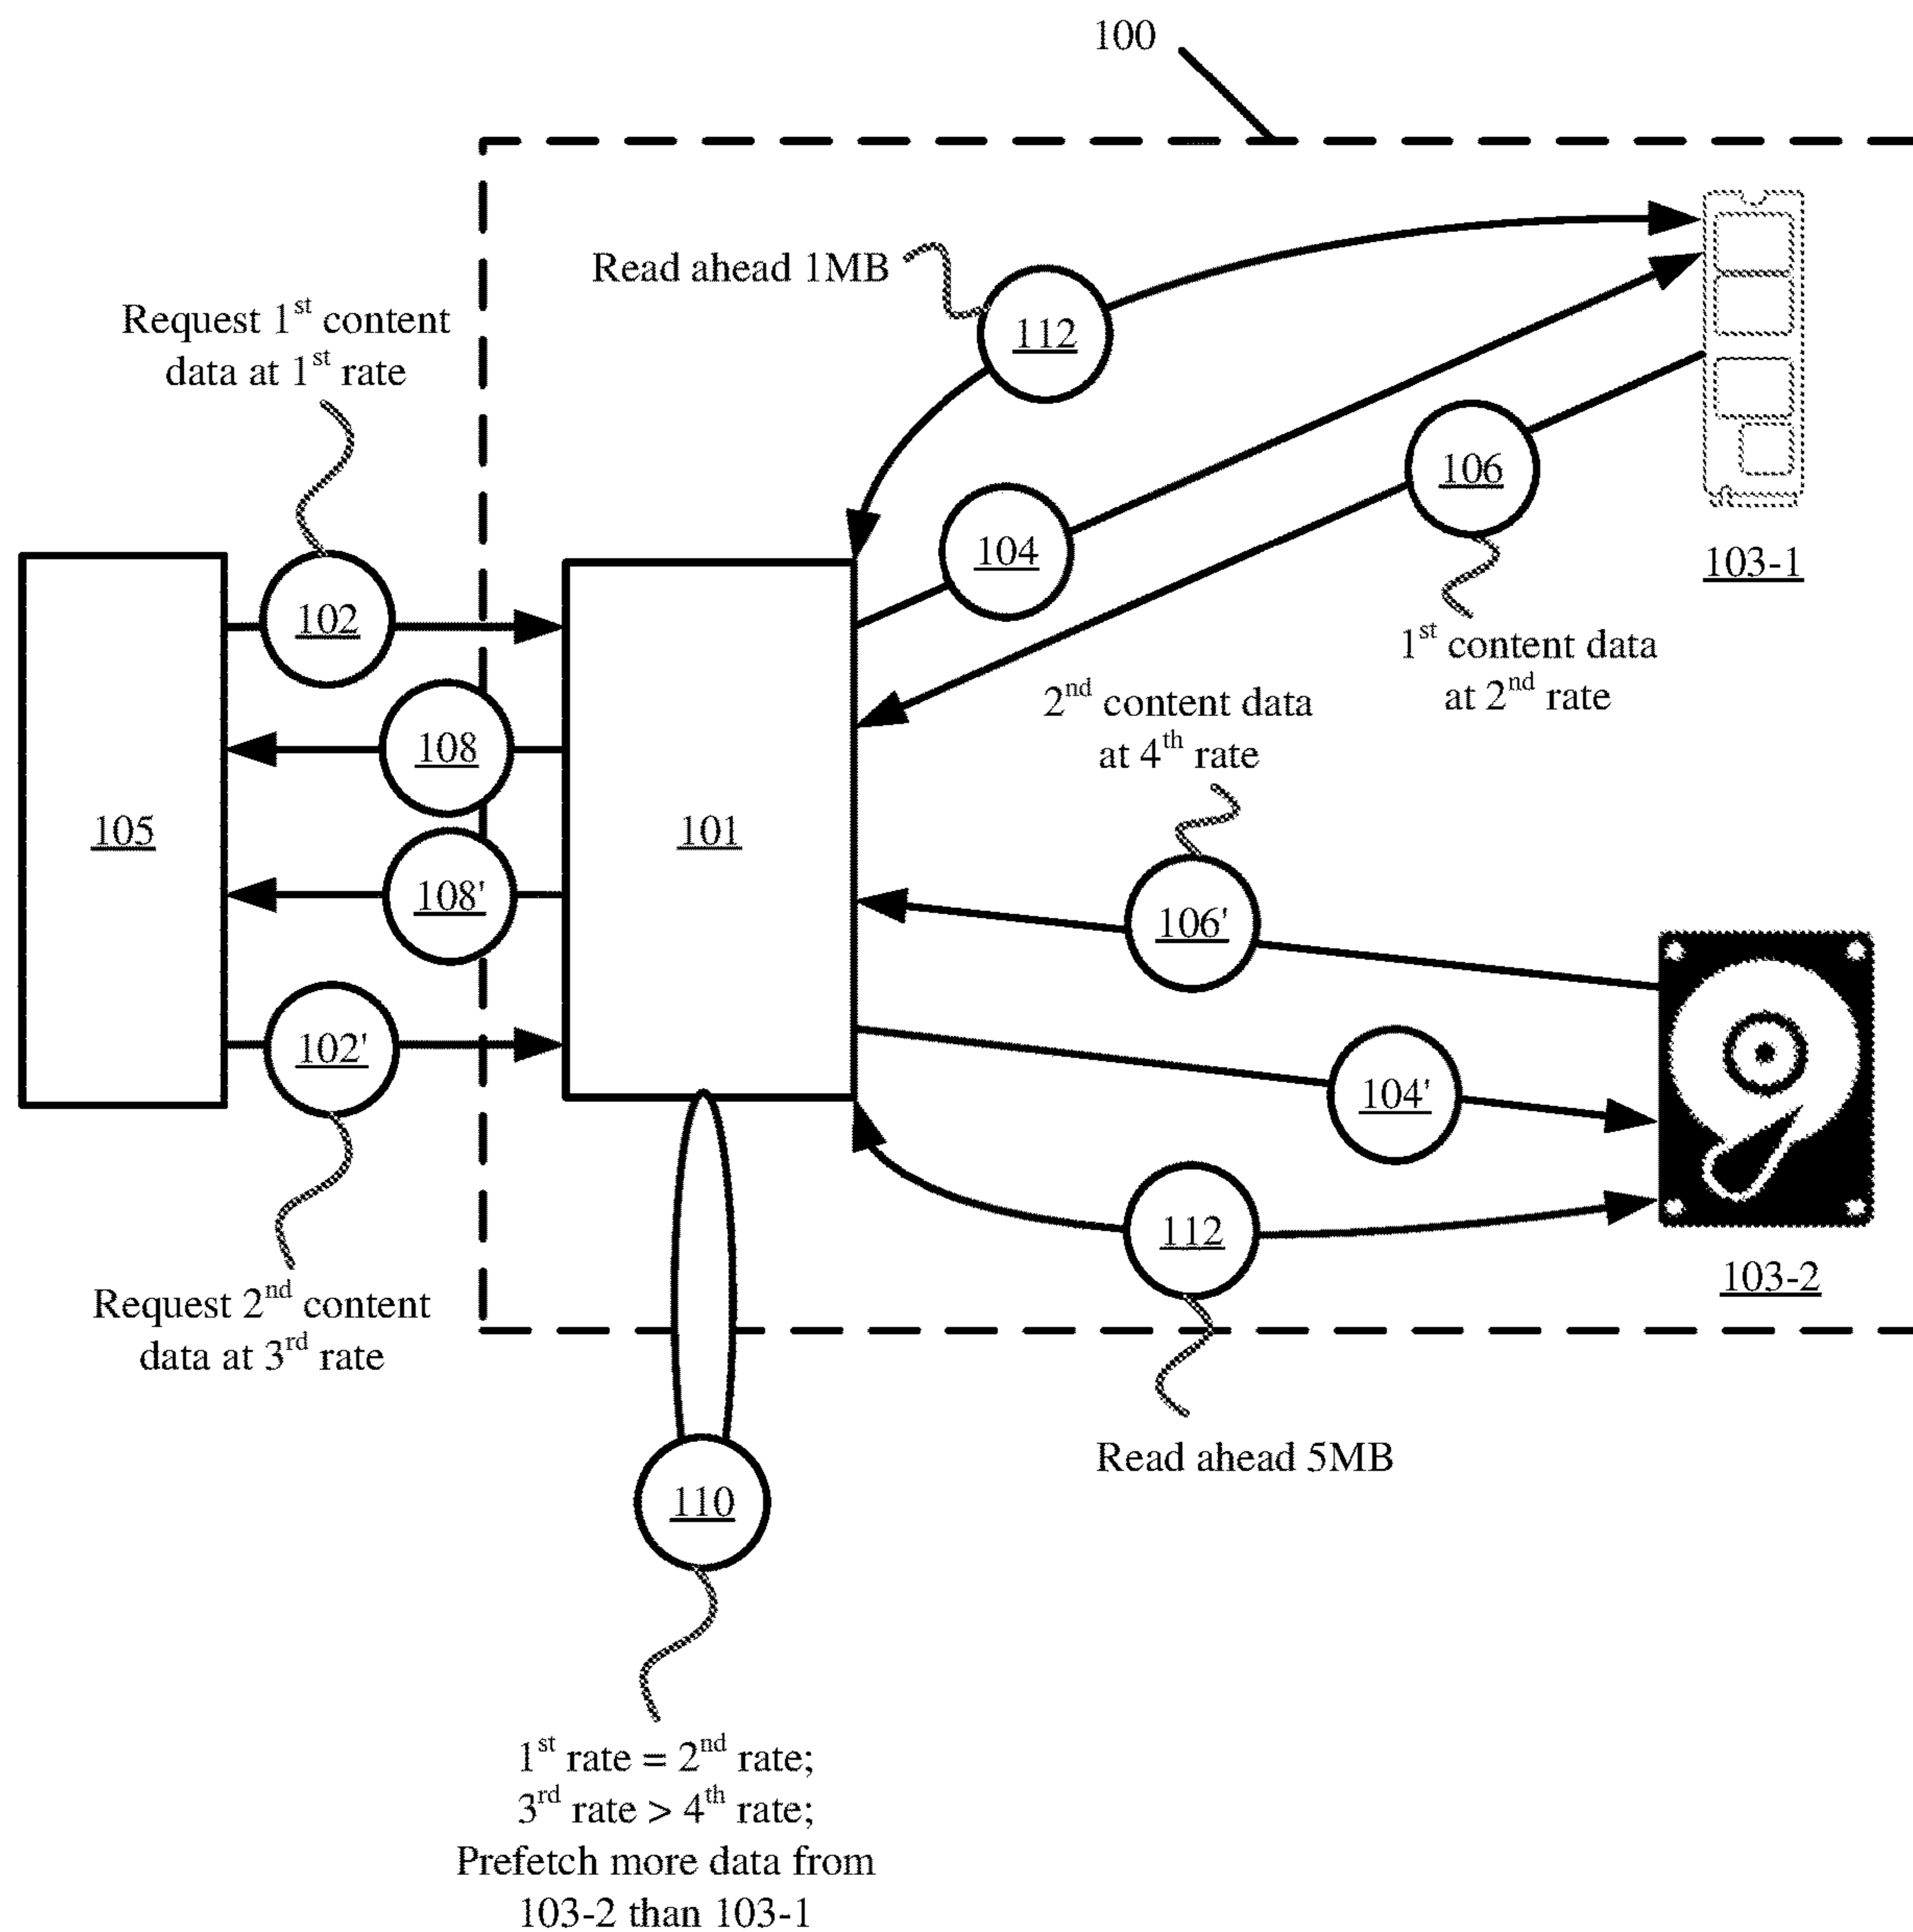 100
Read ahead 1MB
112
Request 1st content
data at 1st rate
106
104
103-1
102
1st content data
at 2nd rate
2nd content data
at 4th rate
108
105
101
108'
106'
102'
104'
112
103-2
Request 2nd content
data at 3rd rate
Read ahead 5MB
110
1st rate = 2nd rate;
3rd rate > 4th rate;
Prefetch more data from
103-2 than 103-1